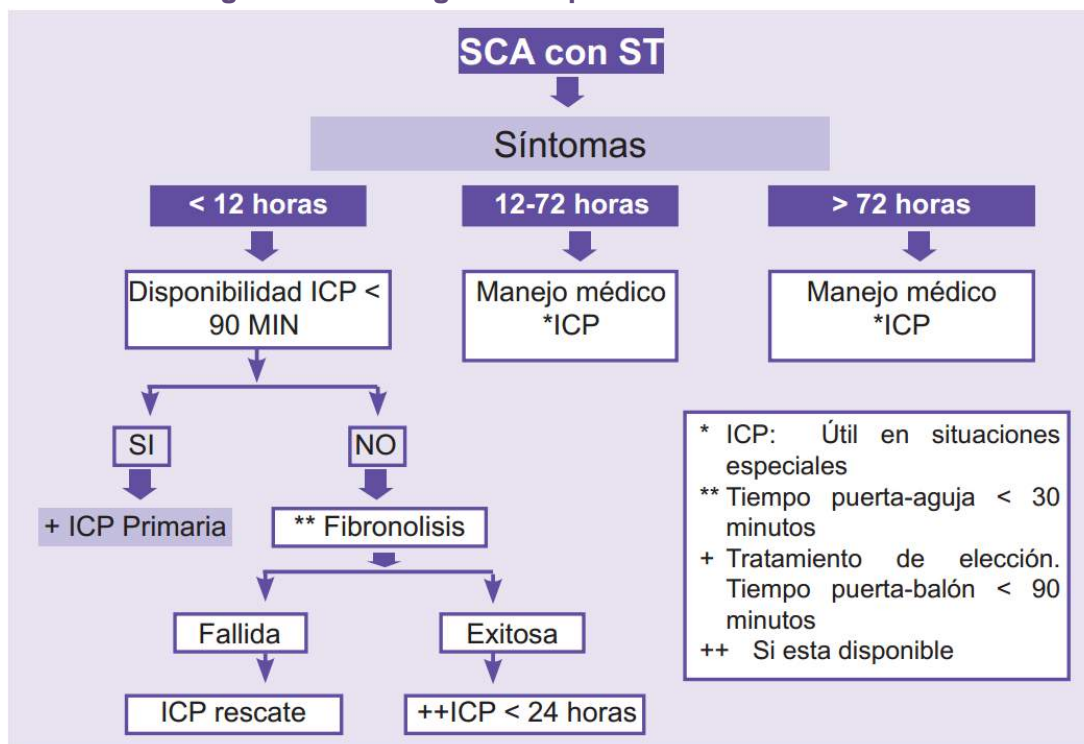 SCA con ST
Síntomas
< 12 horas
12-72 horas
> 72 horas
Disponibilidad ICP <
90 MIN
Manejo médico
*ICP
Manejo médico
*ICP
SI
NO
+ ICP Primaria
** Fibronolisis
Fallida
Exitosa
ICP rescate
++ICP < 24 horas
* ICP: Útil en situaciones
especiales
** Tiempo puerta-aguja < 30
minutos
+ Tratamiento de elección.
Tiempo puerta-balón < 90
minutos
++ Si esta disponible